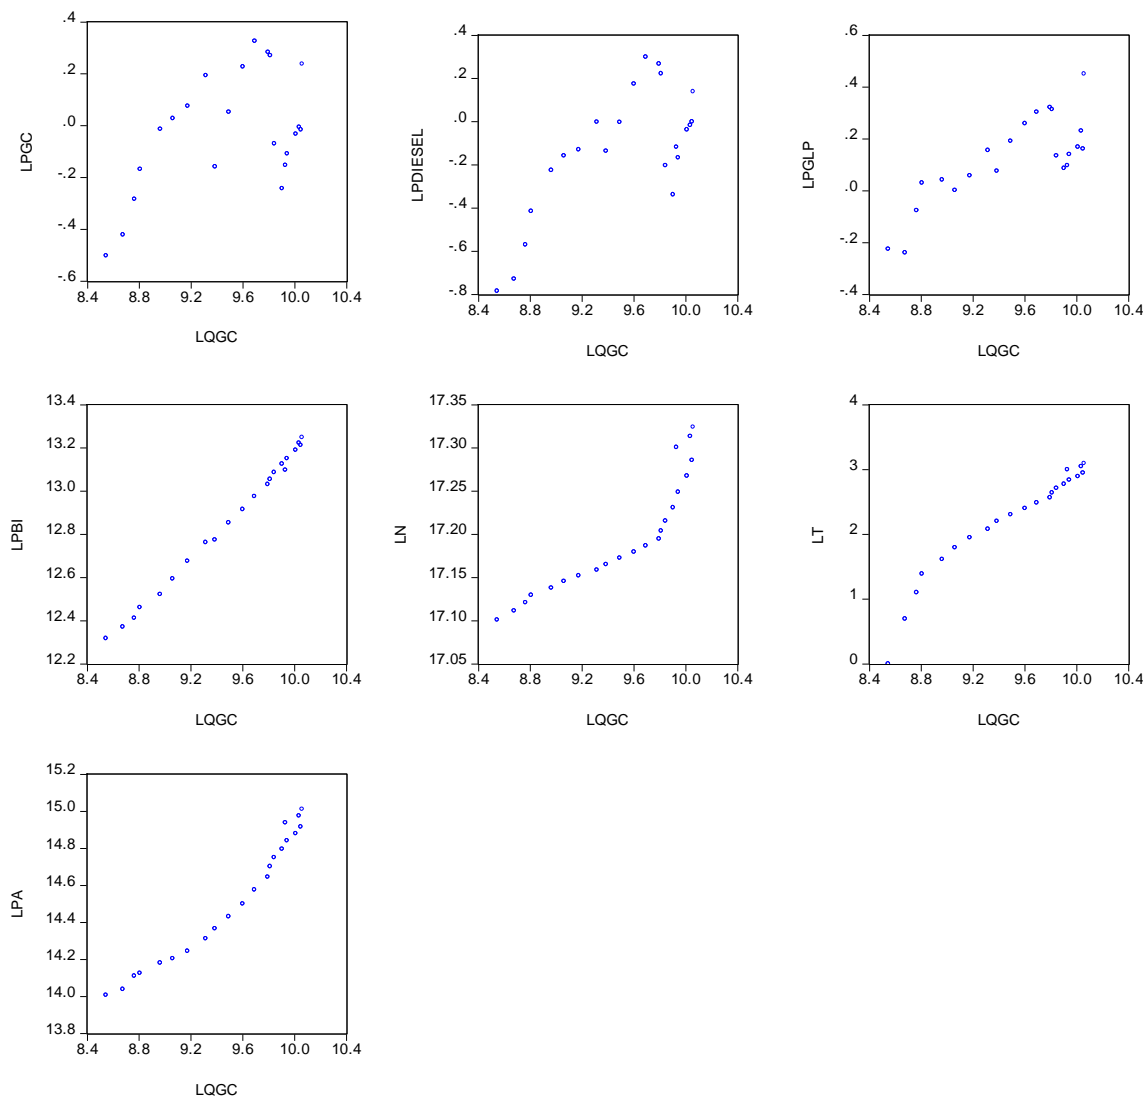 .4
.2
.0
-.2
-.4
-.6
8.4 8.8 9.2 9.6 10.0 10.4
LPGC
LQGC
.4
.2
.0
-.2
-.4
-.6
-.8
8.4 8.8 9.2 9.6 10.0 10.4
LPDIESEL
LQGC
.6
.4
.2
.0
-.2
-.4
8.4 8.8 9.2 9.6 10.0 10.4
LPGLP
LQGC
13.4
13.2
13.0
12.8
12.6
12.4
12.2
8.4 8.8 9.2 9.6 10.0 10.4
LPBI
LQGC
17.35
17.30
17.25
17.20
17.15
17.10
17.05
8.4 8.8 9.2 9.6 10.0 10.4
LN
LQGC
4
3
2
1
0
8.4 8.8 9.2 9.6 10.0 10.4
LT
LQGC
15.2
15.0
14.8
14.6
14.4
14.2
14.0
13.8
8.4 8.8 9.2 9.6 10.0 10.4
LPA
LQGC